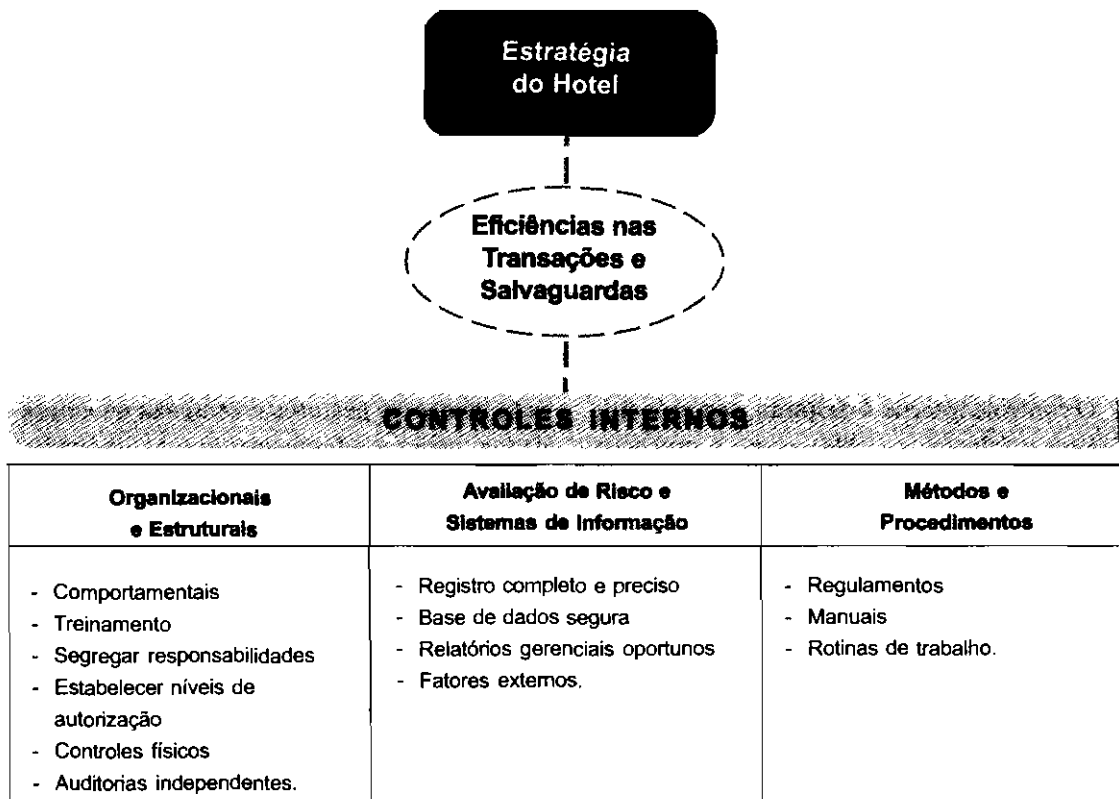 Estratégia
do Hotel
Eficiências nas
Transações e
Salvaguardas
CONTROLES INTERNOS
Organizacionais
e Estruturais
Avaliação de Risco e
Sistemas de Informação
Métodos e
Procedimentos
- Comportamentais
- Treinamento
- Segregar responsabilidades
- Estabelecer níveis de
autorização
- Controles físicos
- Auditorias independentes.
- Registro completo e preciso
- Base de dados segura
- Relatórios gerenciais oportunos
- Fatores externos.
- Regulamentos
- Manuais
- Rotinas de trabalho.